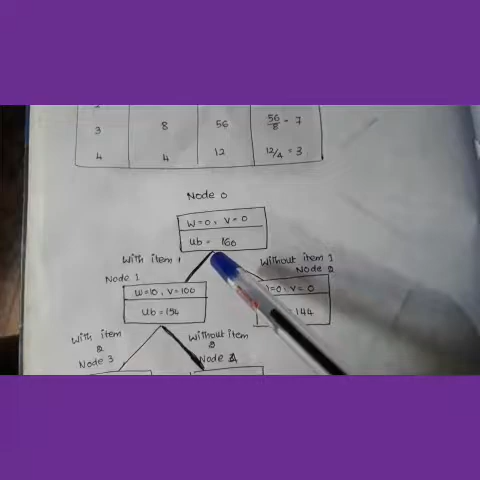 3 8 56 56/8 - 7
4 4 12 12/4 = 3
Node 0
W=0, V=0
Ub = 160
With item 1
Without item 1
Node 1
Node 2
W=10, V=100
=0, V=0
Ub = 154
= 144
With item
Without item
2
Node 3
Node 4